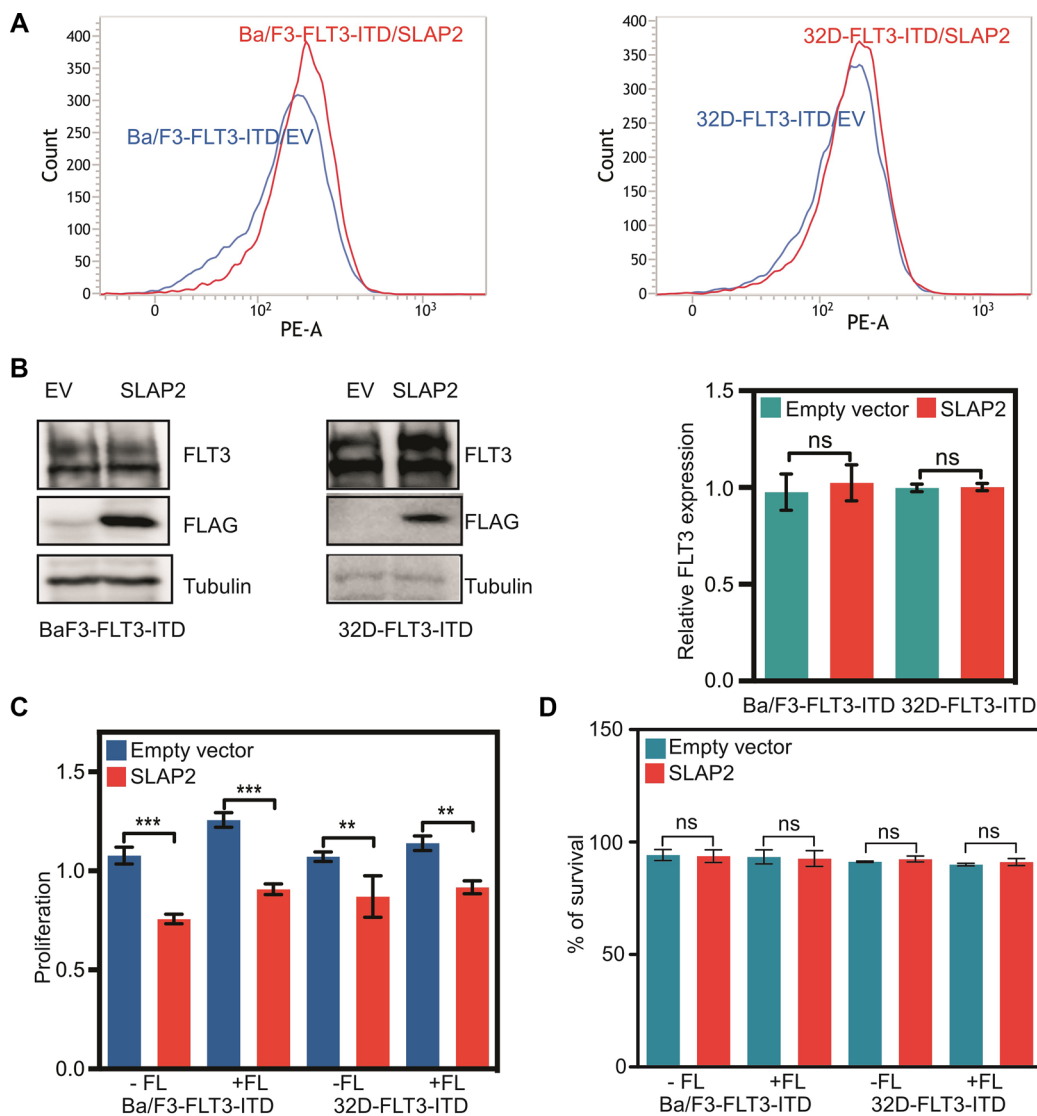 A
Ba/F3-FLT3-ITD/SLAP2
Ba/F3-FLT3-ITD/EV
Count
400
350
300
250
200
150
100
50
0
0 10² 10³
PE-A
32D-FLT3-ITD/SLAP2
32D-FLT3-ITD/EV
Count
400
350
300
250
200
150
100
50
0
0 10² 10³
PE-A
B
EV SLAP2
FLT3
FLAG
Tubulin
BaF3-FLT3-ITD
EV SLAP2
FLT3
FLAG
Tubulin
32D-FLT3-ITD
Relative FLT3 expression
1.5
1.0
0.5
0.0
Empty vector SLAP2
ns ns
Ba/F3-FLT3-ITD 32D-FLT3-ITD
C
Proliferation
1.5
1.0
0.5
0.0
Empty vector
SLAP2
*** *** ** **
- FL +FL -FL +FL
Ba/F3-FLT3-ITD 32D-FLT3-ITD
D
% of survival
150
100
50
0
Empty vector
SLAP2
ns ns ns ns
- FL +FL -FL +FL
Ba/F3-FLT3-ITD 32D-FLT3-ITD